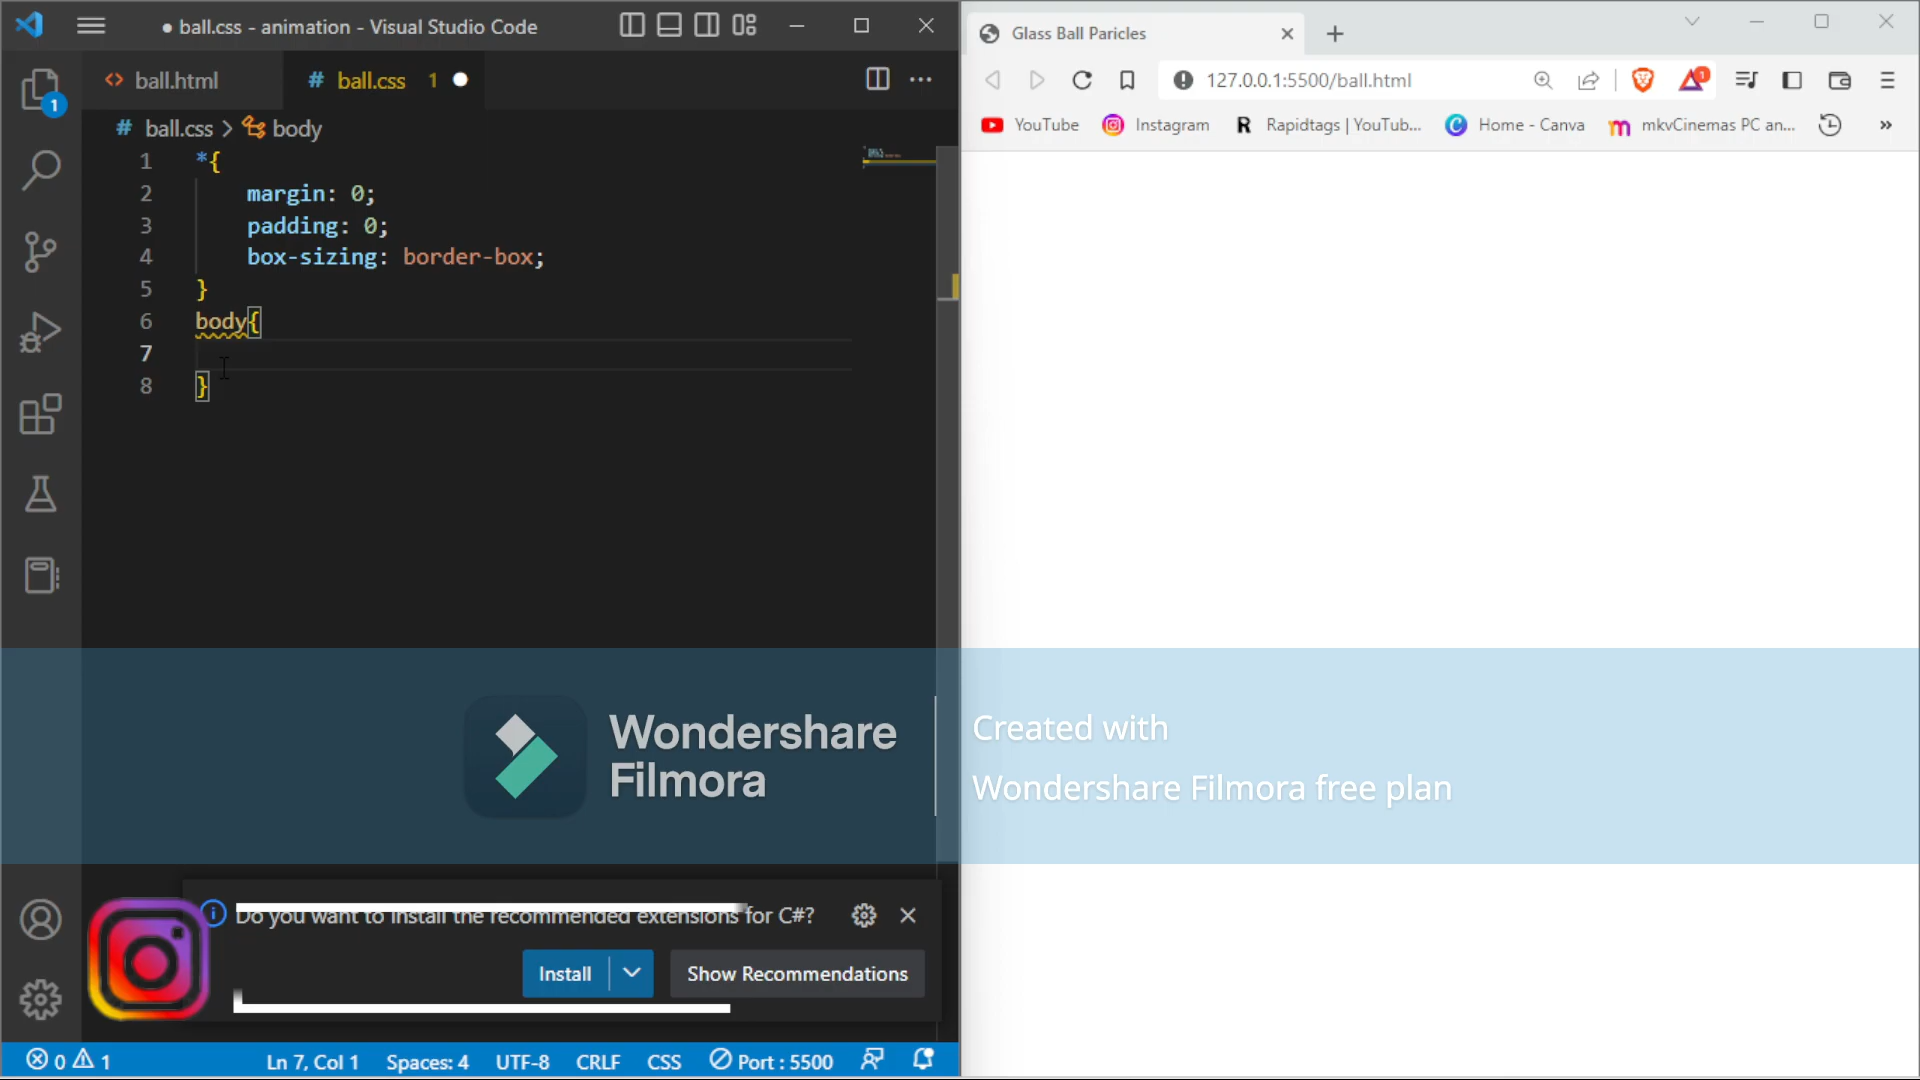 ● ball.css - animation - Visual Studio Code
<> ball.html
# ball.css 1 ●
# ball.css > body
1 *{
2 margin: 0;
3 padding: 0;
4 box-sizing: border-box;
5 }
6 body{
7
8 }
1
Glass Ball Paricles
127.0.0.1:5500/ball.html
1
YouTube
Instagram
R Rapidtags | YouTub...
Home - Canva
mkvCinemas PC an...
»
Wondershare
Filmora
Created with
Wondershare Filmora free plan
Do you want to install the recommended extensions for C#?
Install
Show Recommendations
0 1
Ln 7, Col 1
Spaces: 4
UTF-8
CRLF
CSS
Port : 5500